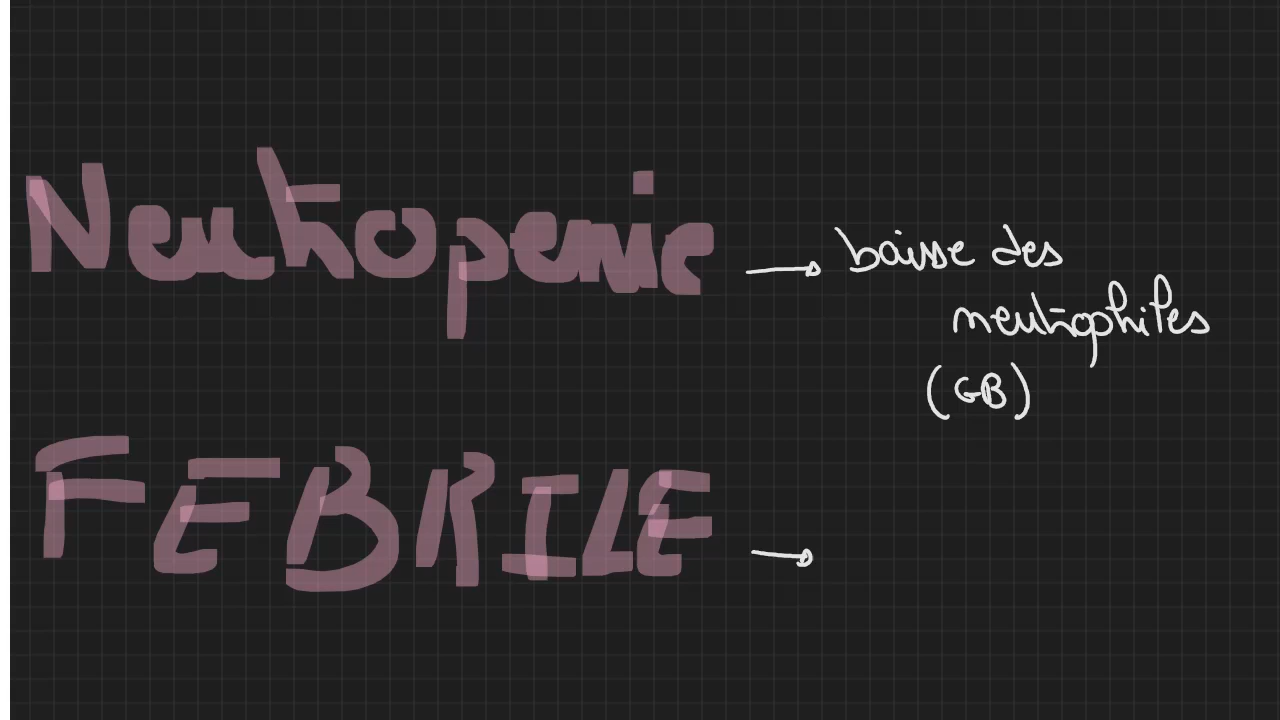 Neutropenie
→ baisse des
neutrophiles
(GB)
FEBRILE →